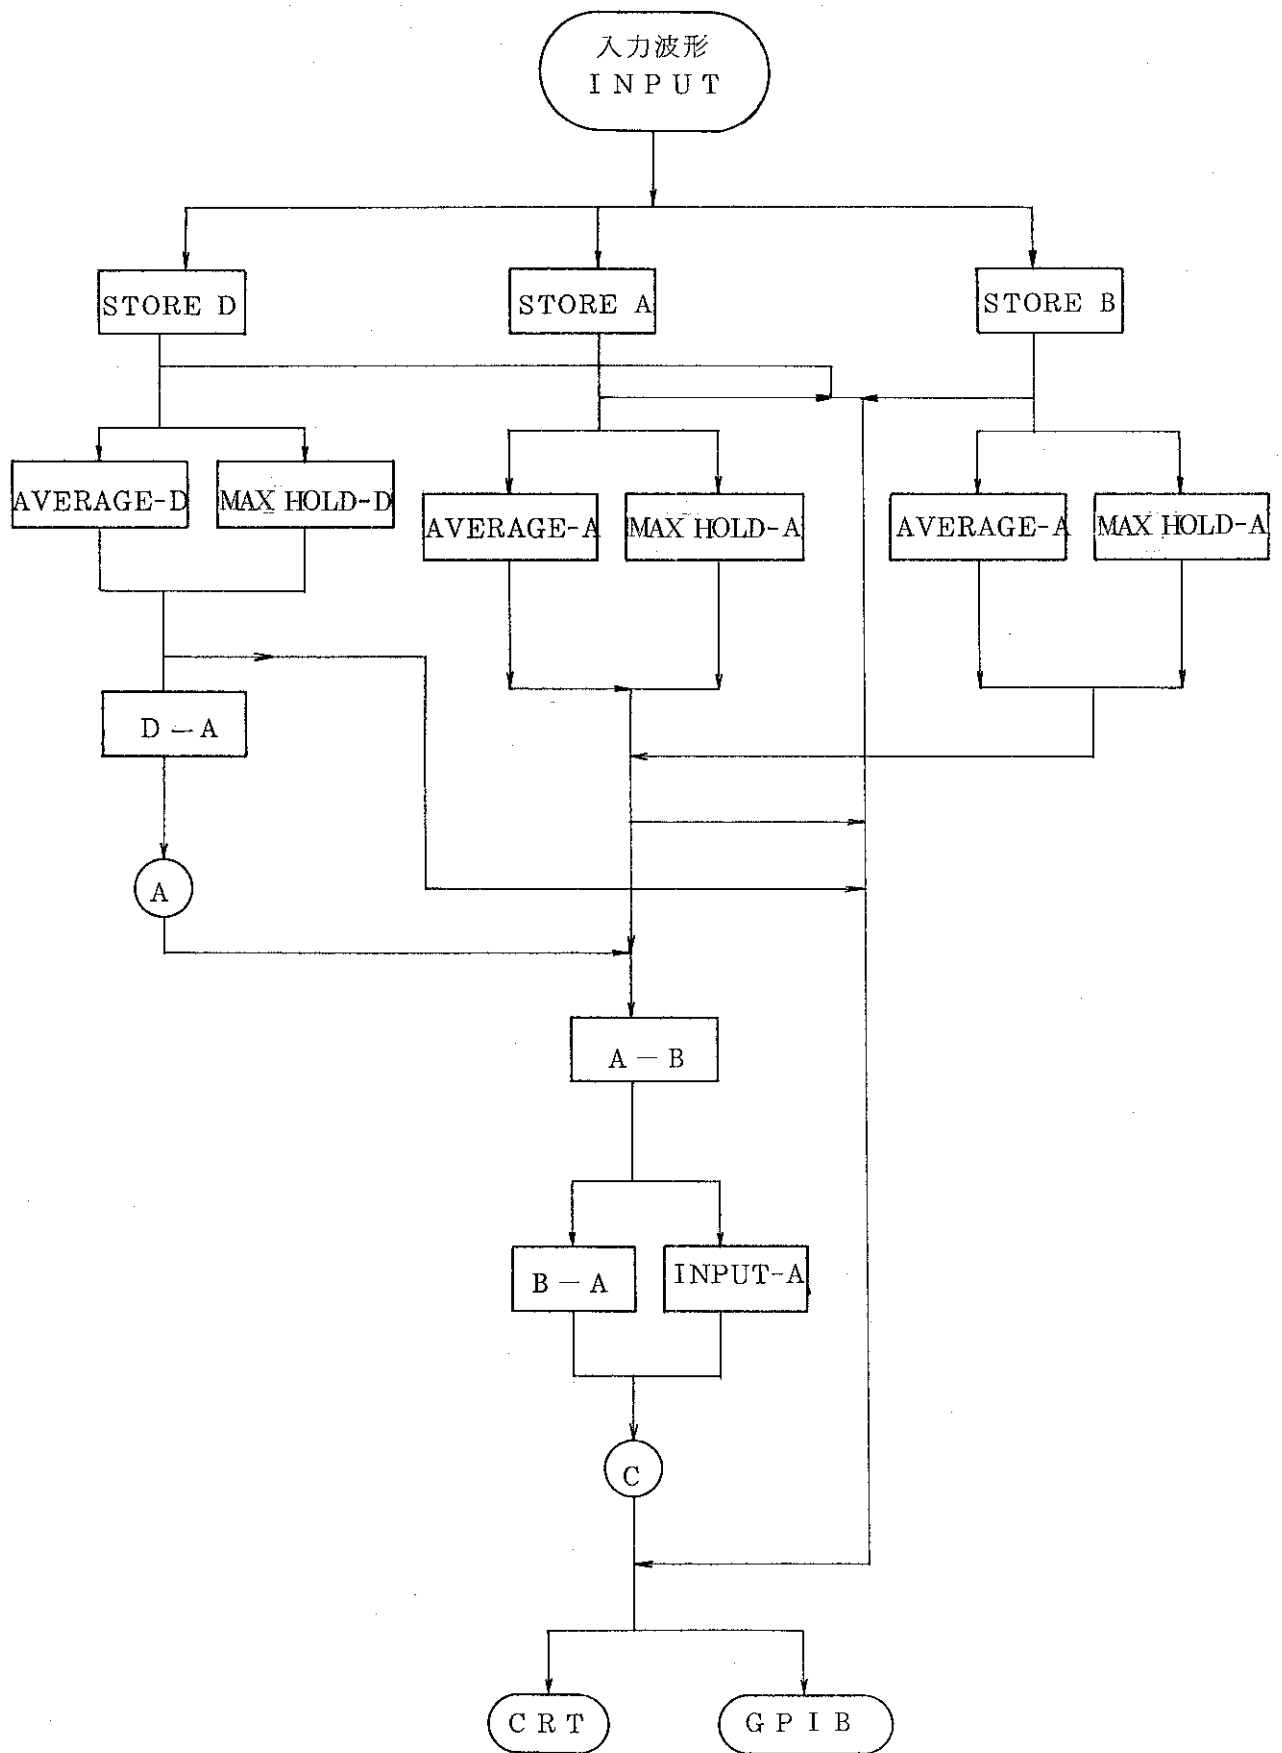 入力波形
INPUT
STORE D
STORE A
STORE B
AVERAGE-D
MAX HOLD-D
AVERAGE-A
MAX HOLD-A
AVERAGE-A
MAX HOLD-A
D－A
A
A－B
B－A
INPUT-A
C
CRT
GPIB